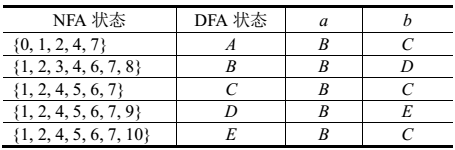 NFA 状态 DFA 状态 a b
{0, 1, 2, 4, 7} A B C
{1, 2, 3, 4, 6, 7, 8} B B D
{1, 2, 4, 5, 6, 7} C B C
{1, 2, 4, 5, 6, 7, 9} D B E
{1, 2, 4, 5, 6, 7, 10} E B C